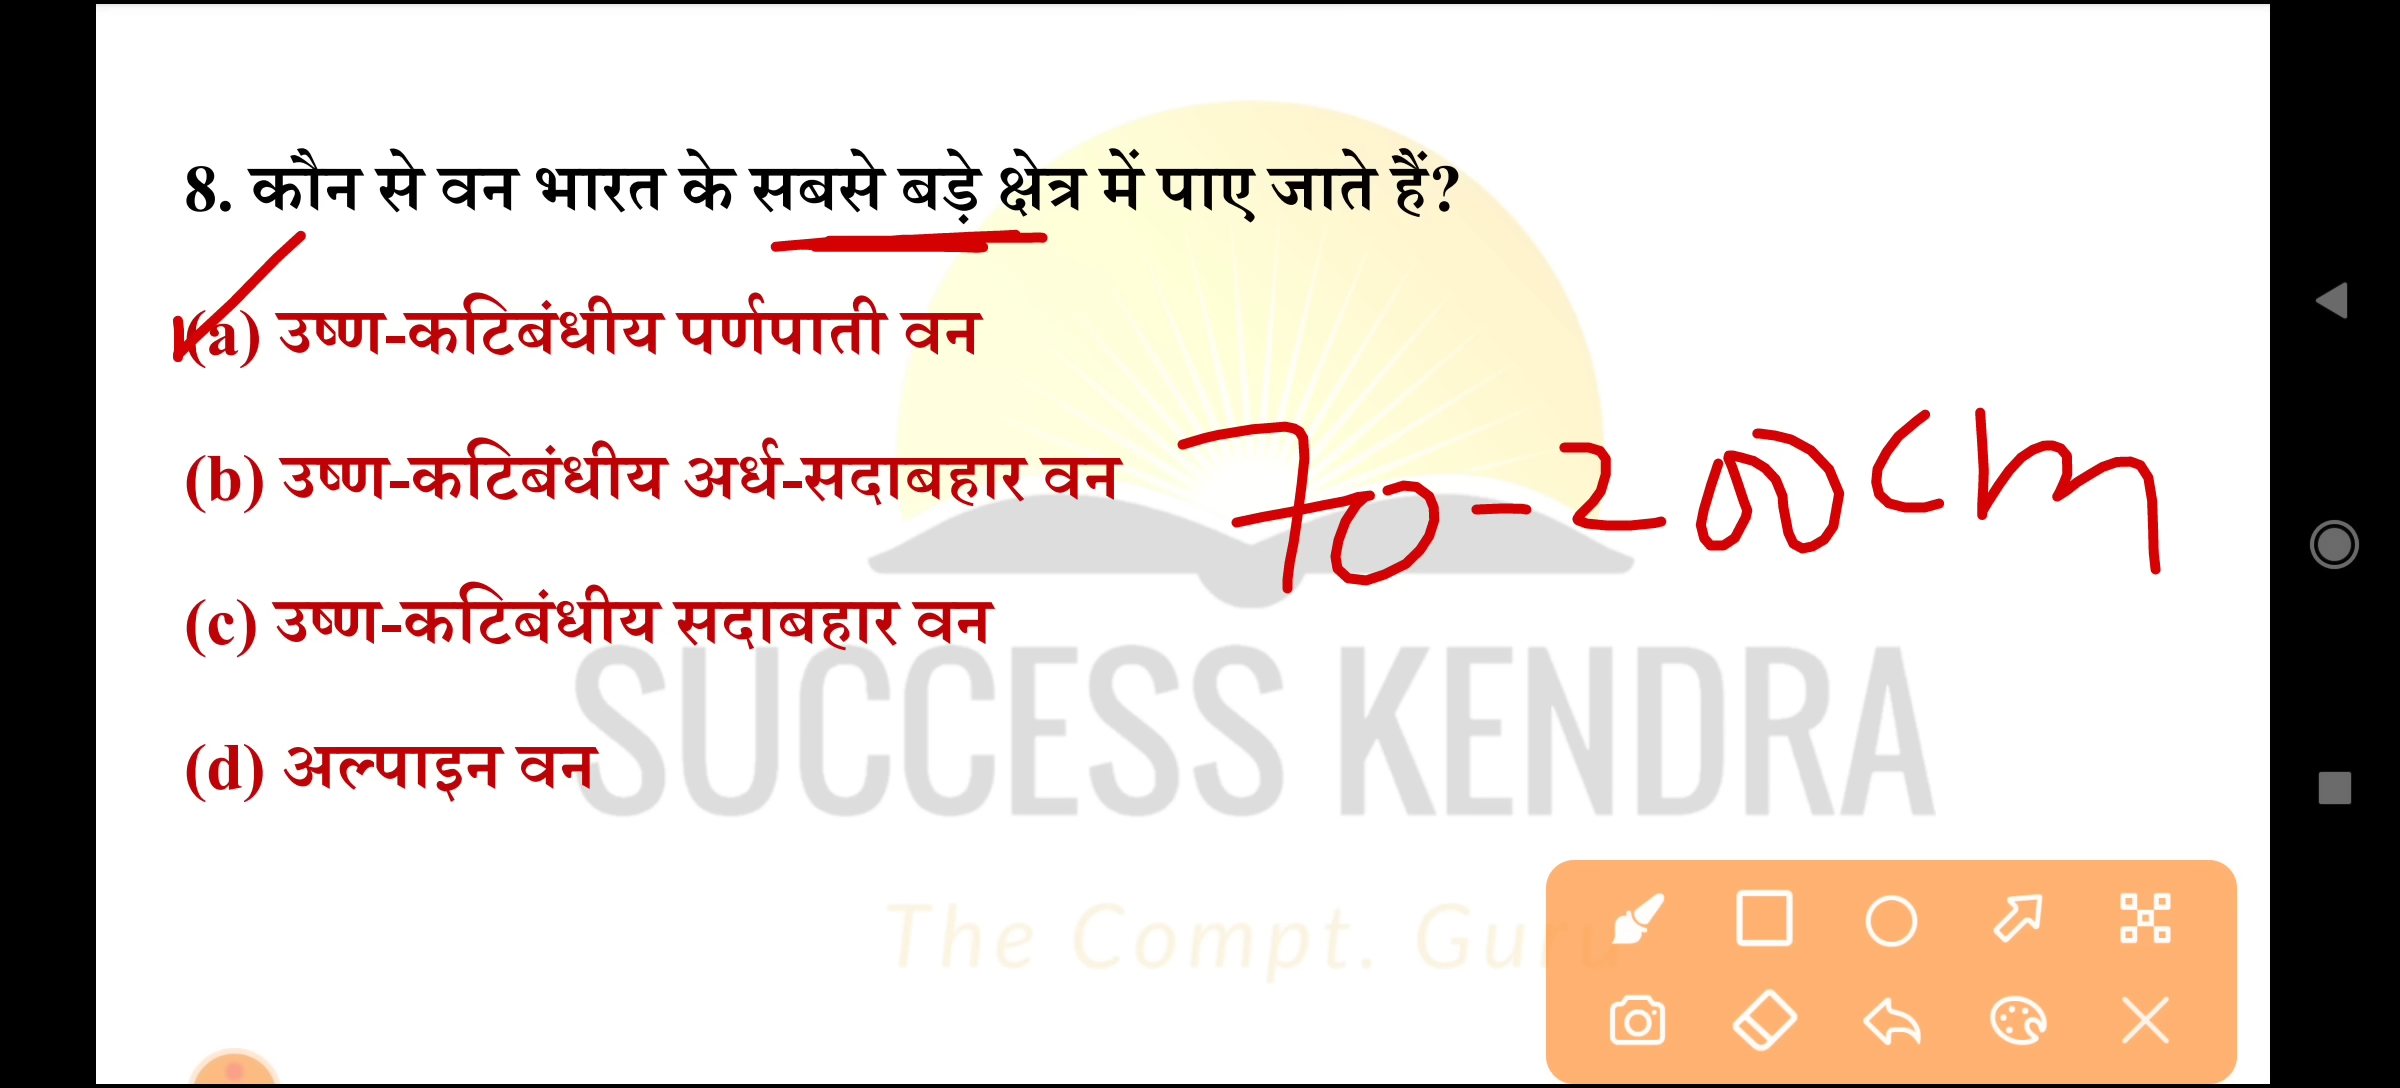 8. कौन से वन भारत के सबसे बड़े क्षेत्र में पाए जाते हैं?
(a) उष्ण-कटिबंधीय पर्णपाती वन
(b) उष्ण-कटिबंधीय अर्ध-सदाबहार वन
70-200cm
(c) उष्ण-कटिबंधीय सदाबहार वन
(d) अल्पाइन वन
SUCCESS KENDRA
The Compt. Guru